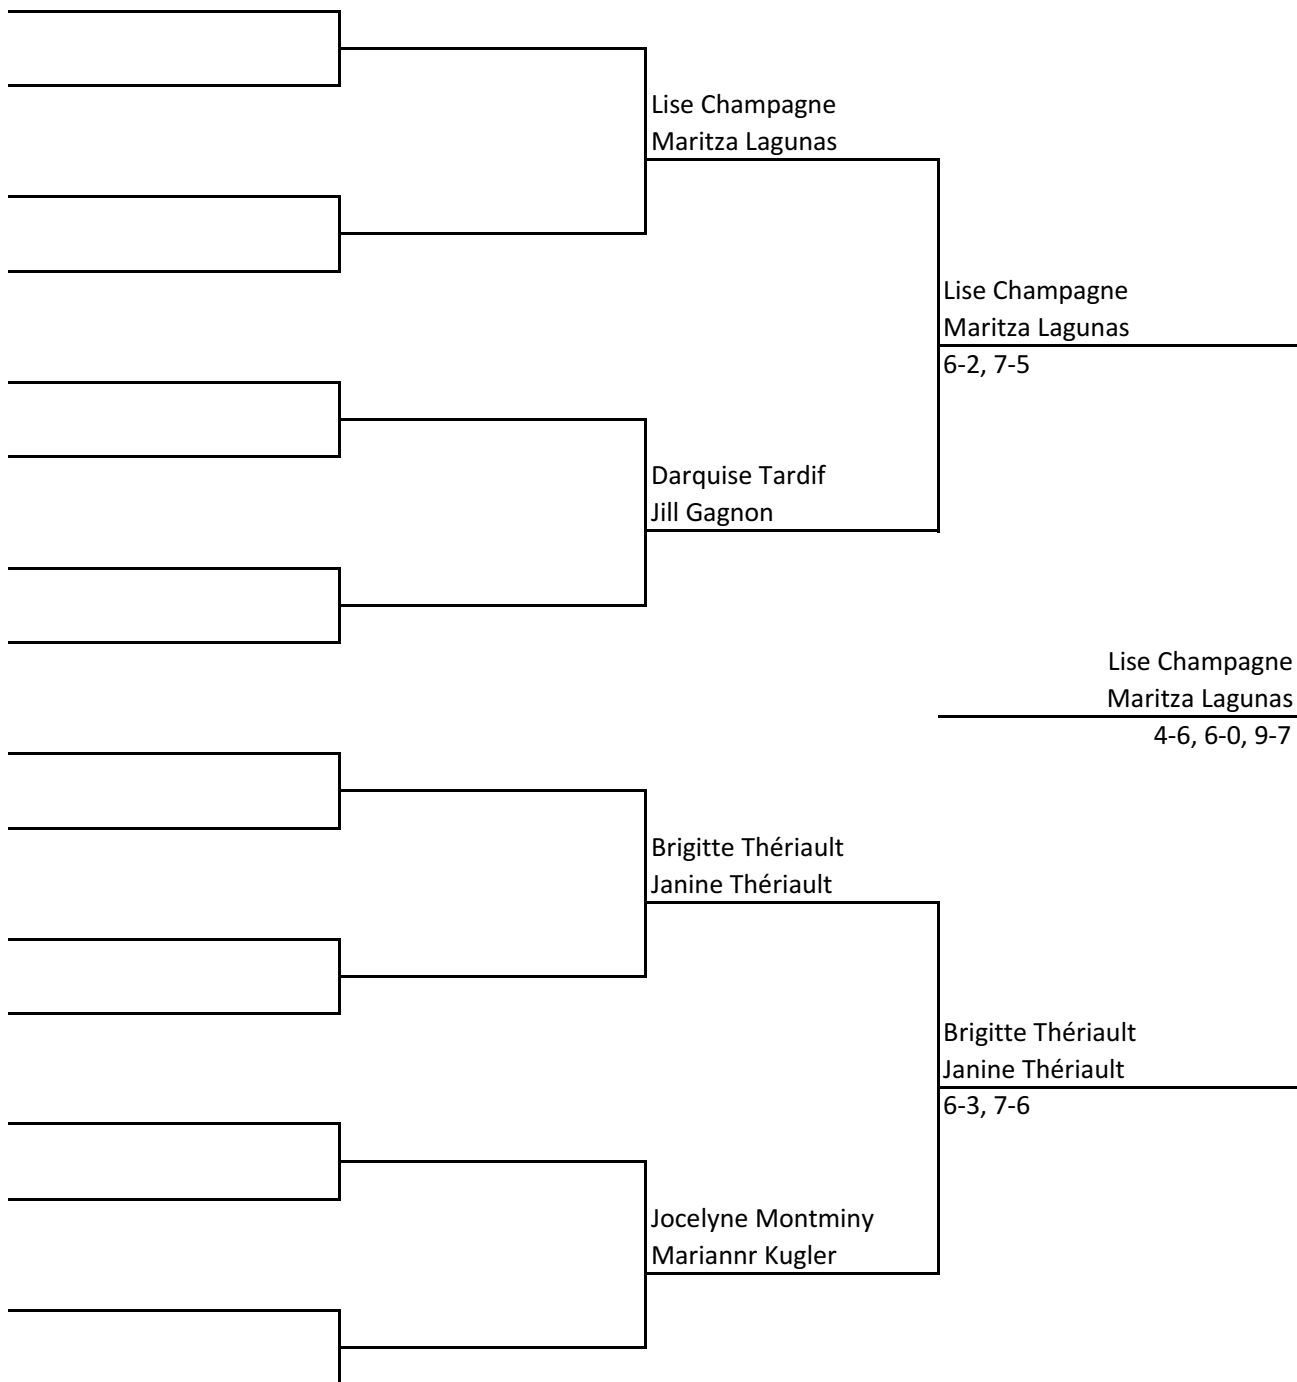 Lise Champagne
Maritza Lagunas
Lise Champagne
Maritza Lagunas
6-2, 7-5
Darquise Tardif
Jill Gagnon
Lise Champagne
Maritza Lagunas
4-6, 6-0, 9-7
Brigitte Thériault
Janine Thériault
Brigitte Thériault
Janine Thériault
6-3, 7-6
Jocelyne Montminy
Mariannr Kugler